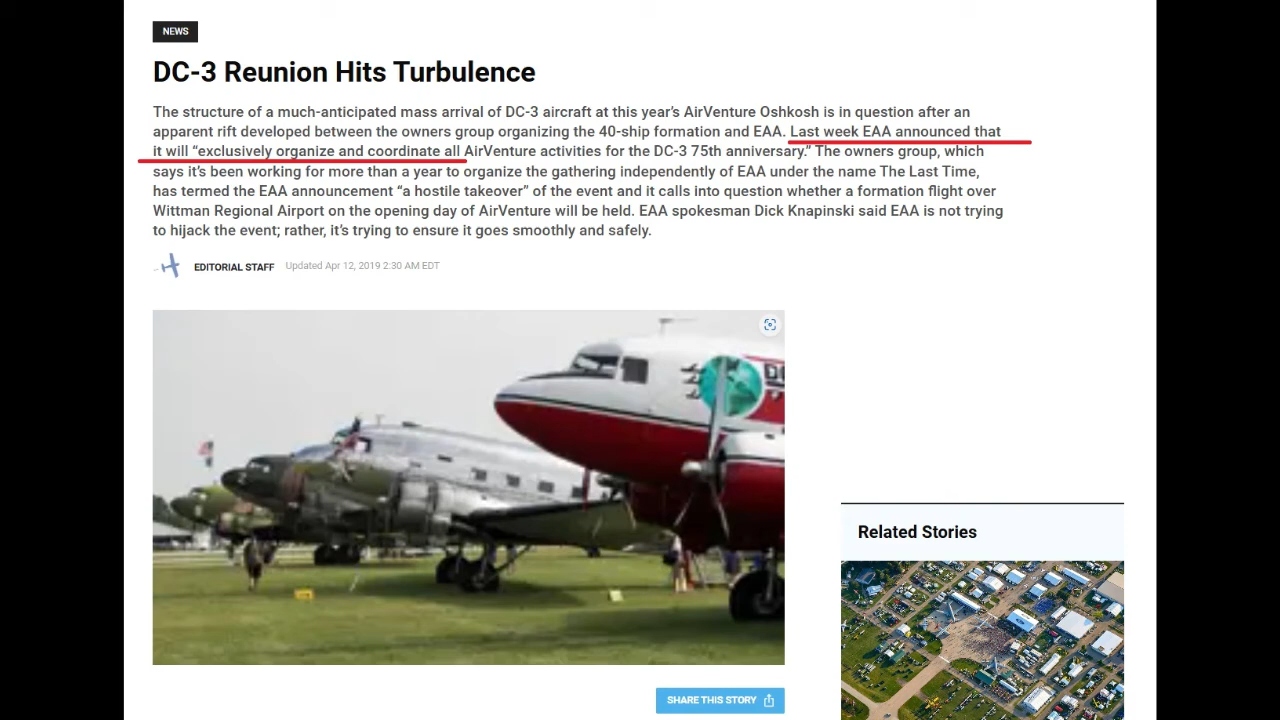 NEWS
DC-3 Reunion Hits Turbulence
The structure of a much-anticipated mass arrival of DC-3 aircraft at this year's AirVenture Oshkosh is in question after an
apparent rift developed between the owners group organizing the 40-ship formation and EAA. Last week EAA announced that
it will “exclusively organize and coordinate all AirVenture activities for the DC-3 75th anniversary.” The owners group, which
says it's been working for more than a year to organize the gathering independently of EAA under the name The Last Time,
has termed the EAA announcement “a hostile takeover” of the event and it calls into question whether a formation flight over
Wittman Regional Airport on the opening day of AirVenture will be held. EAA spokesman Dick Knapinski said EAA is not trying
to hijack the event; rather, it's trying to ensure it goes smoothly and safely.
EDITORIAL STAFF Updated Apr 12, 2019 2:30 AM EDT
Related Stories
SHARE THIS STORY